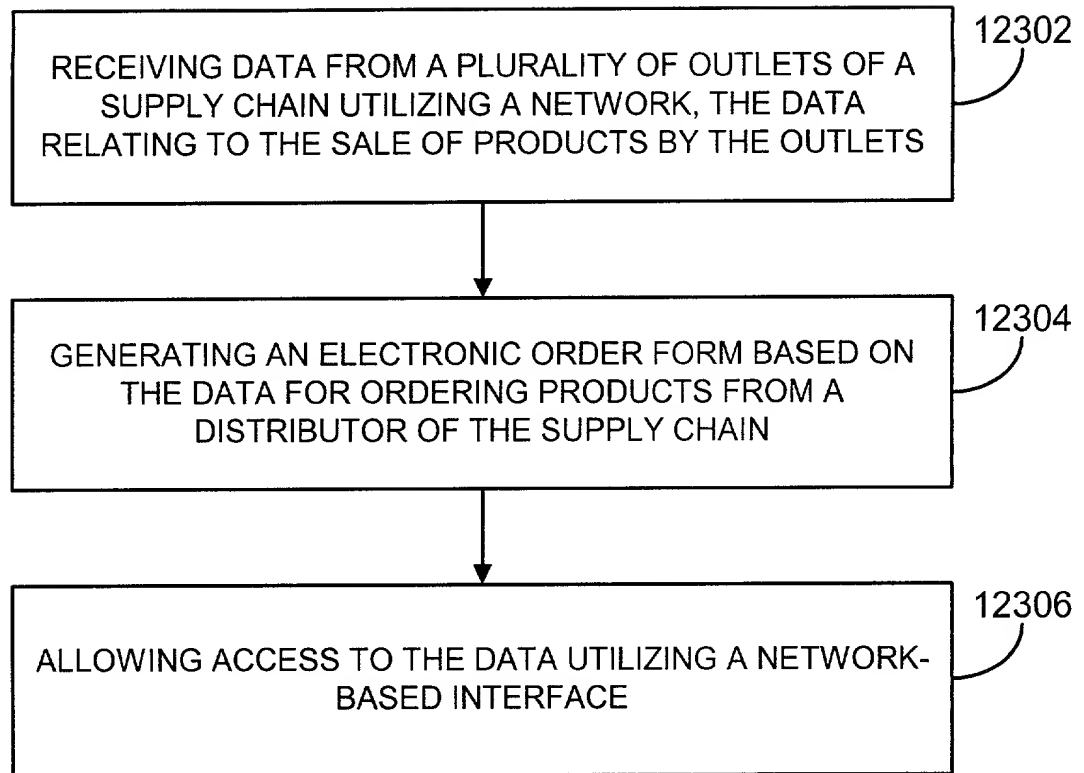 12302
RECEIVING DATA FROM A PLURALITY OF OUTLETS OF A
SUPPLY CHAIN UTILIZING A NETWORK, THE DATA
RELATING TO THE SALE OF PRODUCTS BY THE OUTLETS
12304
GENERATING AN ELECTRONIC ORDER FORM BASED ON
THE DATA FOR ORDERING PRODUCTS FROM A
DISTRIBUTOR OF THE SUPPLY CHAIN
12306
ALLOWING ACCESS TO THE DATA UTILIZING A NETWORK-
BASED INTERFACE